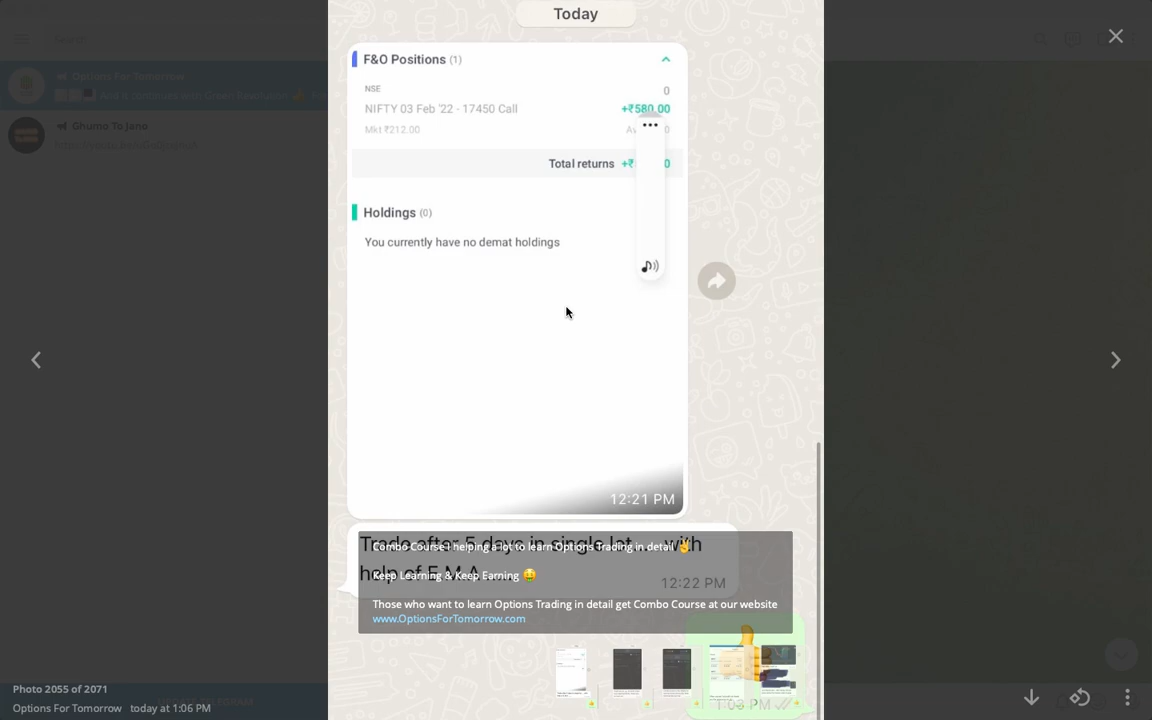 Today
F&O Positions (1)
NSE
0
NIFTY 03 Feb '22 - 17450 Call
+₹580.00
Mkt ₹212.00
Total returns
Holdings (0)
You currently have no demat holdings
12:21 PM
Trade after 5 days in single lot.... with
help of E.M.A
12:22 PM
Combo Course helping a lot to learn Options Trading in detail ✌
Keep Learning & Keep Earning 🤑
Those who want to learn Options Trading in detail get Combo Course at our website
www.OptionsForTomorrow.com
1:03 PM
Options For Tomorrow
Ghumo To Jano
Photo 2055 of 2071
Options For Tomorrow today at 1:06 PM